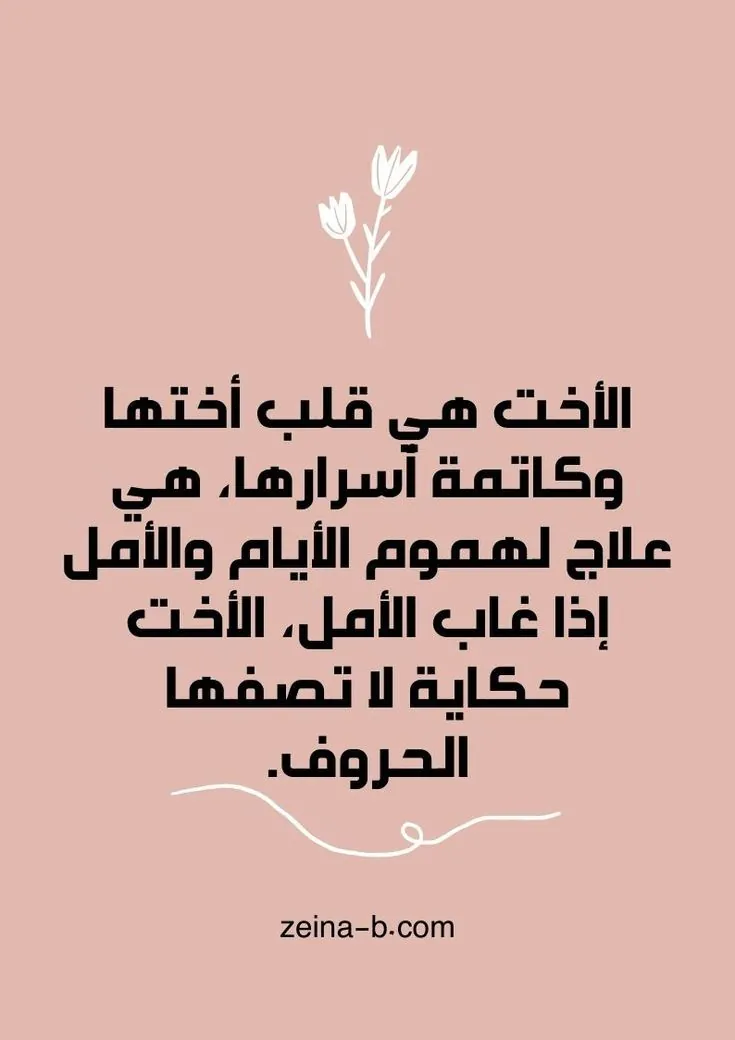 الأخت هي قلب أختها
وكاتمة أسرارها، هي
علاج لهموم الأيام والأمل
إذا غاب الأمل، الأخت
حكاية لا تصفها
الحروف.
zeina-b.com